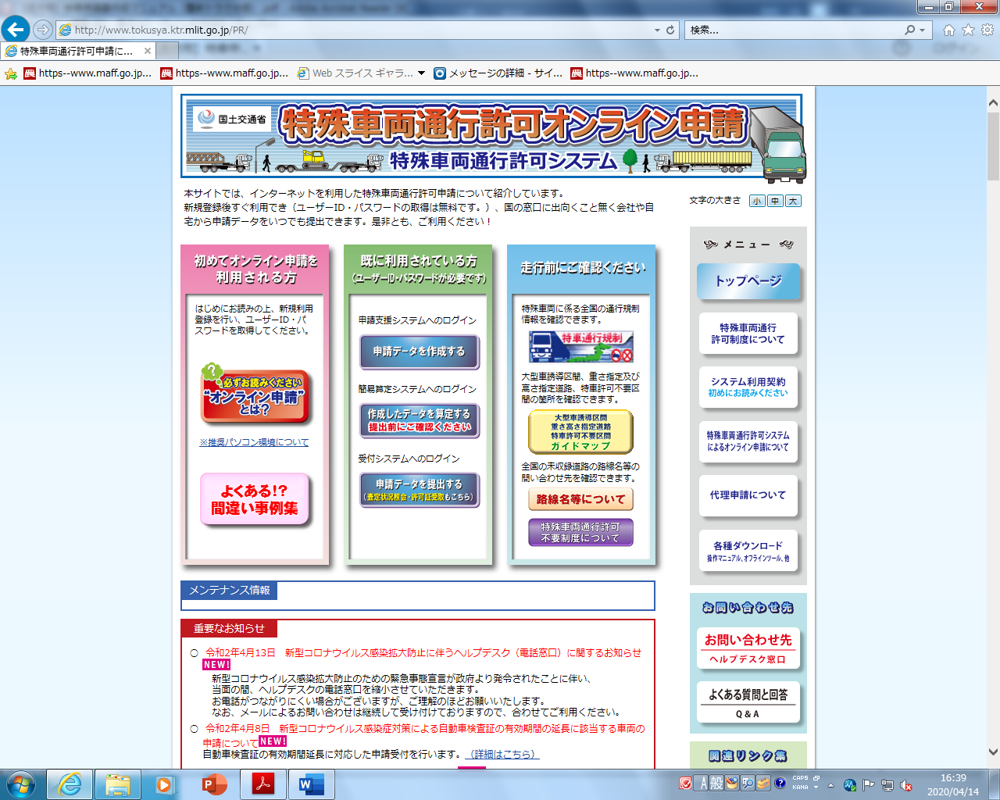 http://www.tokusya.ktr.mlit.go.jp/PR/
検索...
特殊車両通行許可申請に...
https--www.maff.go.jp...
https--www.maff.go.jp...
Web スライス ギャラ...
メッセージの詳細 - サイ...
https--www.maff.go.jp...
国土交通省
特殊車両通行許可オンライン申請
特殊車両通行許可システム
本サイトでは、インターネットを利用した特殊車両通行許可申請について紹介しています。
新規登録後すぐ利用でき（ユーザーID・パスワードの取得は無料です。）、国の窓口に出向くこと無く会社や自
宅から申請データをいつでも提出できます。是非とも、ご利用ください！
文字の大きさ 小 中 大
初めてオンライン申請を
利用される方
はじめにお読みの上、新規利用
登録を行い、ユーザーID・パ
スワードを取得してください。
必ずお読みください
“オンライン申請”
とは?
※推奨パソコン環境について
よくある!?
間違い事例集
既に利用されている方
（ユーザーID・パスワードが必要です）
申請支援システムへのログイン
申請データを作成する
簡易算定システムへのログイン
作成したデータを算定する
提出前にご確認ください
受付システムへのログイン
申請データを提出する
（査定状況照会・許可証受取もこちら）
走行前にご確認ください
特殊車両に係る全国の通行規制
情報を確認できます。
特車通行規制
大型車誘導区間、重さ指定及び
高さ指定道路、特車許可不要区
間の箇所を確認できます。
大型車誘導区間
重さ高さ指定道路
特車許可不要区間
ガイドマップ
全国の未収録道路の路線名等の
問い合わせ先を確認できます。
路線名等について
特殊車両通行許可
不要制度について
メニュー
トップページ
特殊車両通行
許可制度について
システム利用契約
初めにお読みください
特殊車両通行許可システム
によるオンライン申請について
代理申請について
各種ダウンロード
操作マニュアル、オフラインツール、他
お問い合わせ先
お問い合わせ先
ヘルプデスク窓口
よくある質問と回答
Q & A
関連リンク集
メンテナンス情報
重要なお知らせ
○ 令和2年4月13日　新型コロナウイルス感染拡大防止に伴うヘルプデスク（電話窓口）に関するお知らせ
NEW!
新型コロナウイルス感染拡大防止のための緊急事態宣言が政府より発令されたことに伴い、
当面の間、ヘルプデスクの電話窓口を縮小させていただきます。
お電話がつながりにくい場合がございますが、ご理解のほどお願いいたします。
なお、メールによるお問い合わせは継続して受け付けておりますので、合わせてご利用ください。
○ 令和2年4月8日　新型コロナウイルス感染症対策による自動車検査証の有効期間の延長に該当する車両の
申請についてNEW!
自動車検査証の有効期間延長に対応した申請受付を行います。（詳細はこちら）
A 般
CAPS
KANA
16:39
2020/04/14